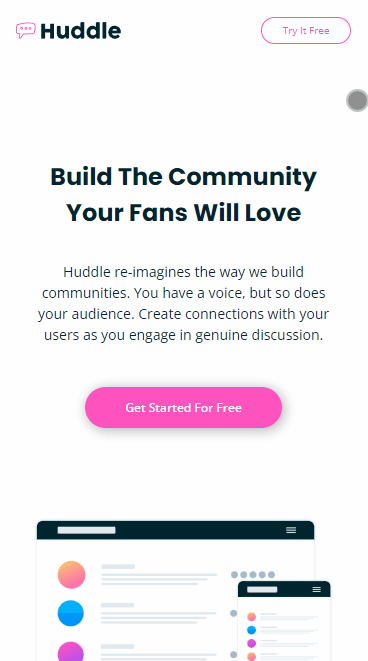 Huddle
Try It Free
Build The Community
Your Fans Will Love
Huddle re-imagines the way we build
communities. You have a voice, but so does
your audience. Create connections with your
users as you engage in genuine discussion.
Get Started For Free